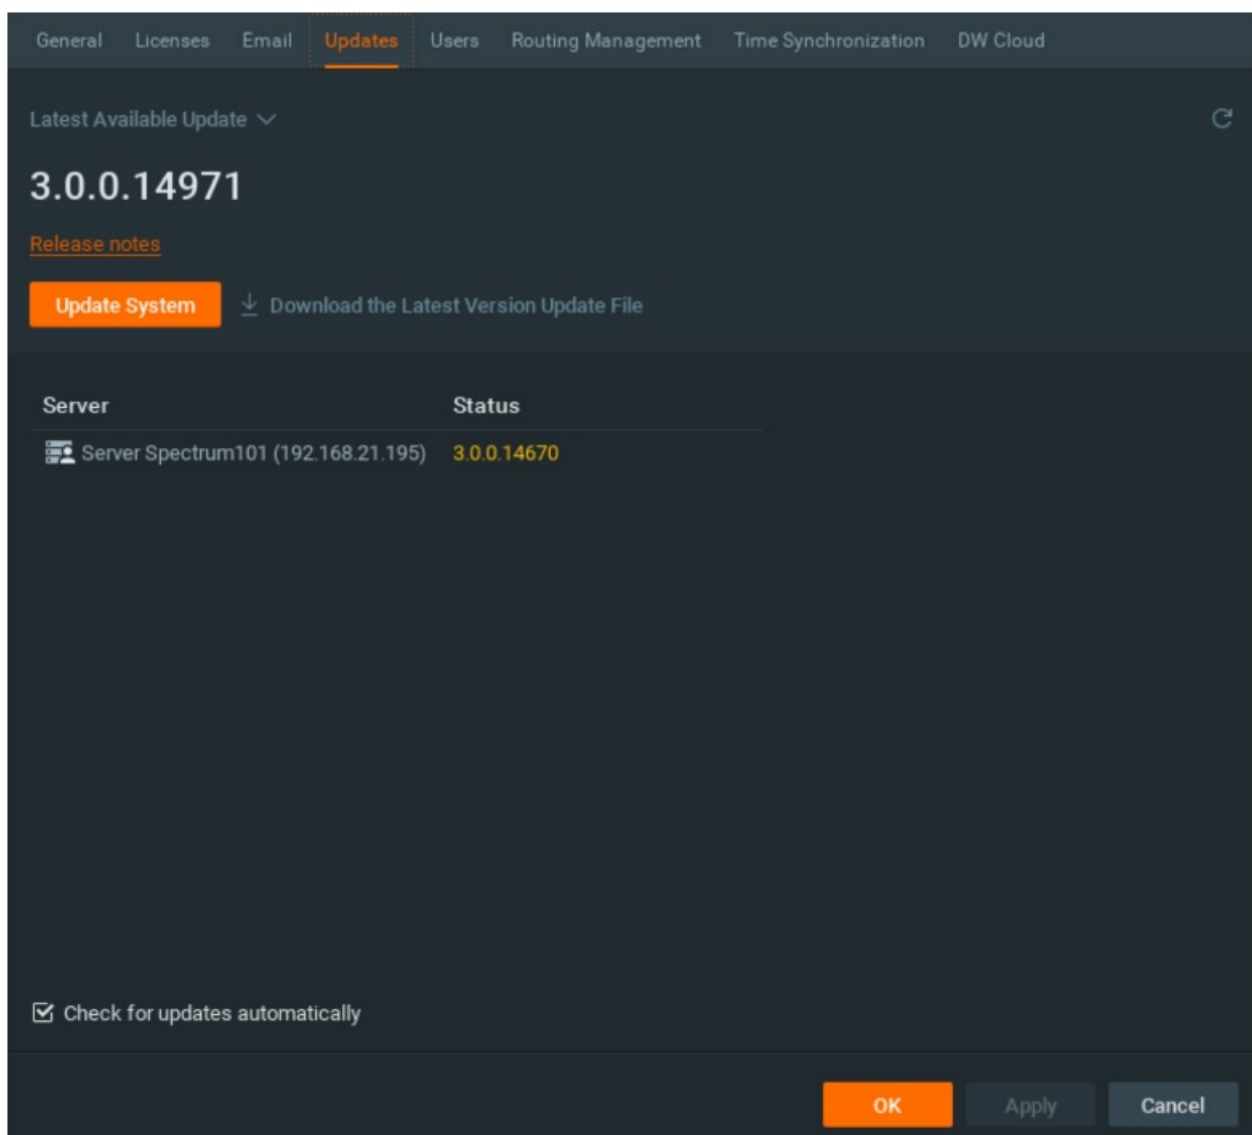 General Licenses Email Updates Users Routing Management Time Synchronization DW Cloud
Latest Available Update
3.0.0.14971
Release notes
Update System Download the Latest Version Update File
Server Status
Server Spectrum101 (192.168.21.195) 3.0.0.14670
Check for updates automatically
OK Apply Cancel